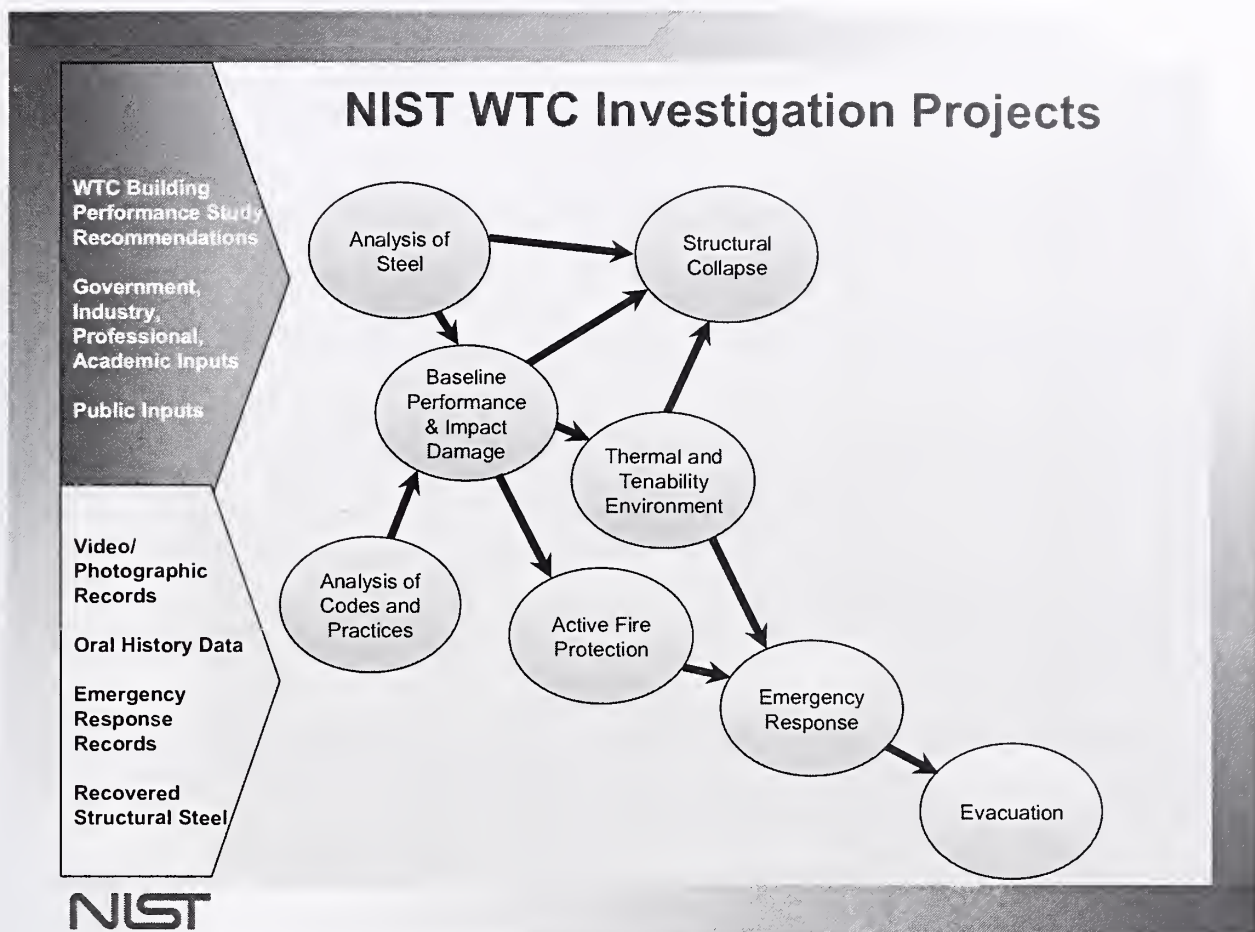 NIST WTC Investigation Projects
WTC Building
Performance Study
Recommendations
Government,
Industry,
Professional,
Academic Inputs
Public Inputs
Video/
Photographic
Records
Oral History Data
Emergency
Response
Records
Recovered
Structural Steel
Analysis of
Steel
Structural
Collapse
Baseline
Performance
& Impact
Damage
Thermal and
Tenability
Environment
Analysis of
Codes and
Practices
Active Fire
Protection
Emergency
Response
Evacuation
NIST